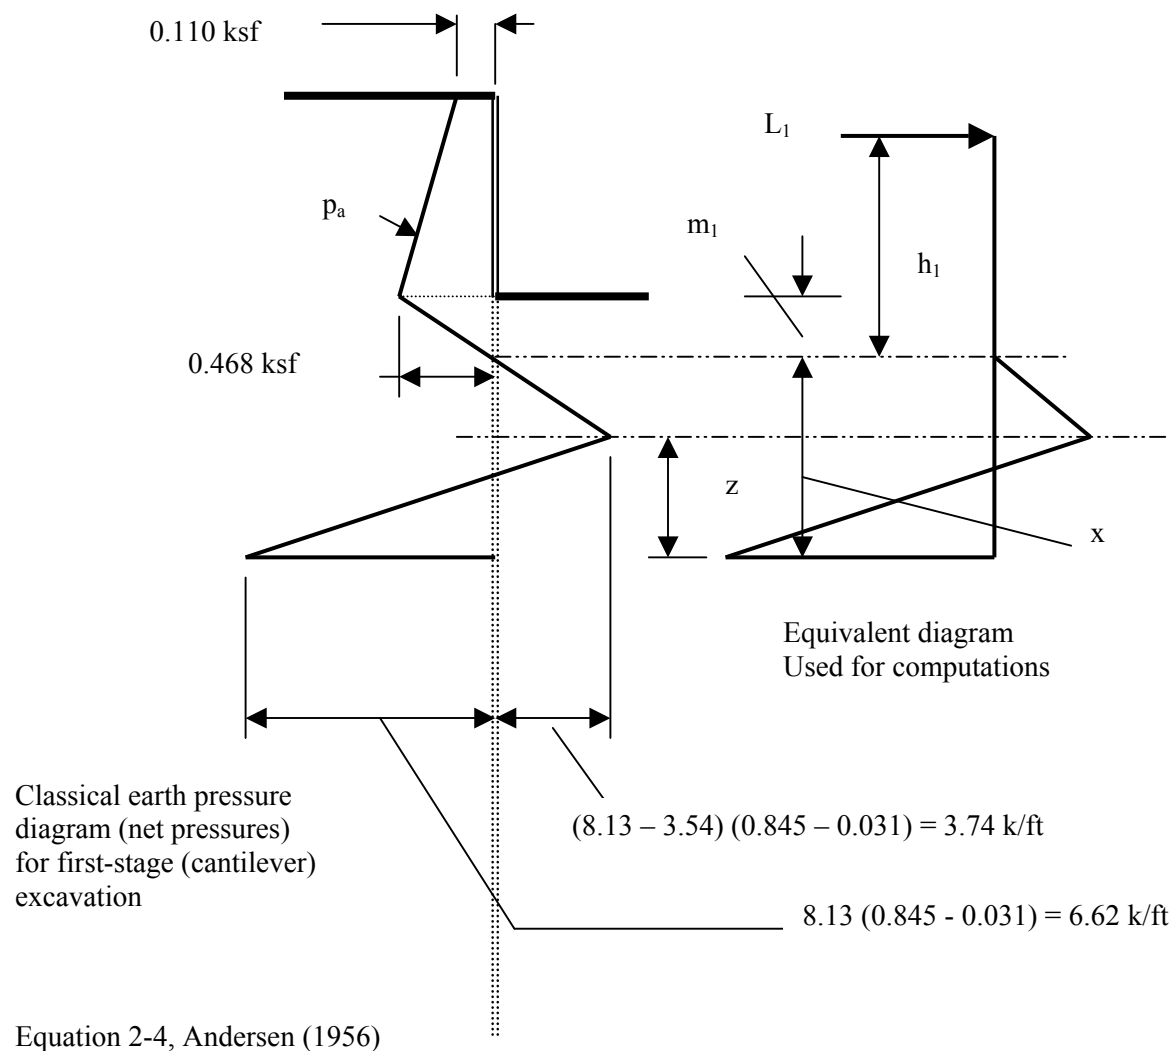 0.110 ksf
L₁
pₐ
m₁
h₁
0.468 ksf
z
x
Equivalent diagram
Used for computations
Classical earth pressure
diagram (net pressures)
for first-stage (cantilever)
excavation
(8.13 – 3.54) (0.845 – 0.031) = 3.74 k/ft
8.13 (0.845 - 0.031) = 6.62 k/ft
Equation 2-4, Andersen (1956)